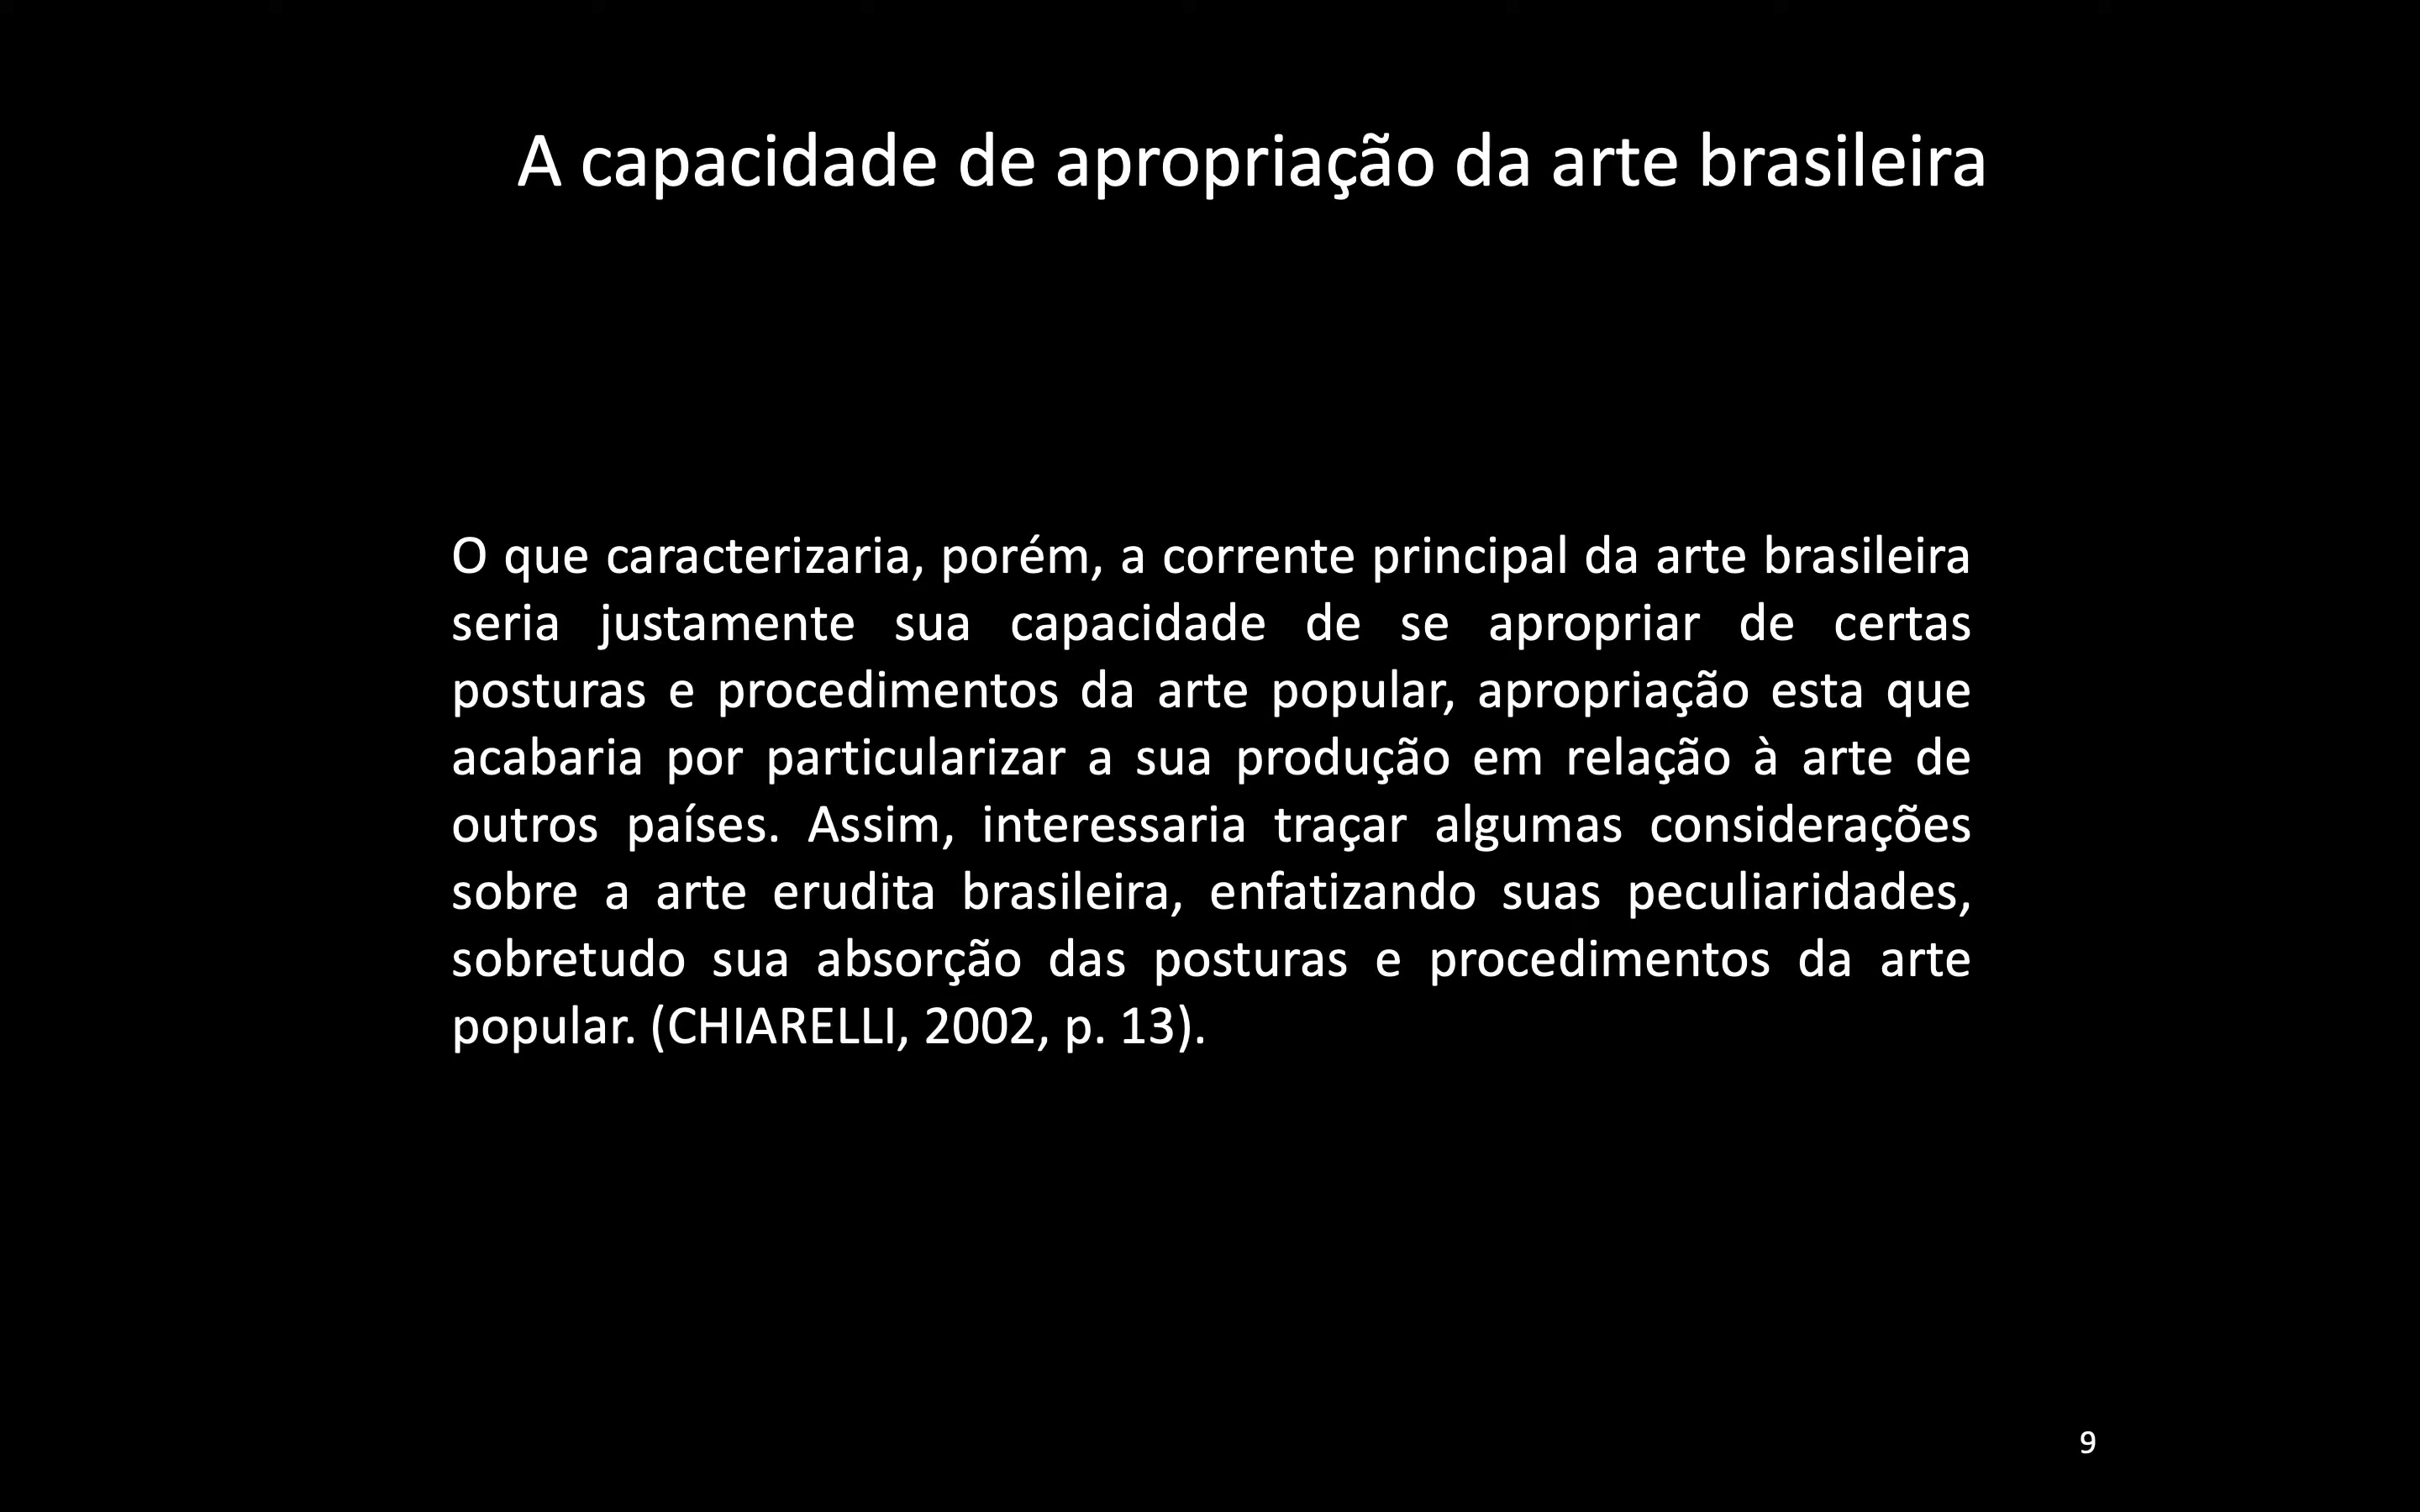 A capacidade de apropriação da arte brasileira
O que caracterizaria, porém, a corrente principal da arte brasileira
seria justamente sua capacidade de se apropriar de certas
posturas e procedimentos da arte popular, apropriação esta que
acabaria por particularizar a sua produção em relação à arte de
outros países. Assim, interessaria traçar algumas considerações
sobre a arte erudita brasileira, enfatizando suas peculiaridades,
sobretudo sua absorção das posturas e procedimentos da arte
popular. (CHIARELLI, 2002, p. 13).
9